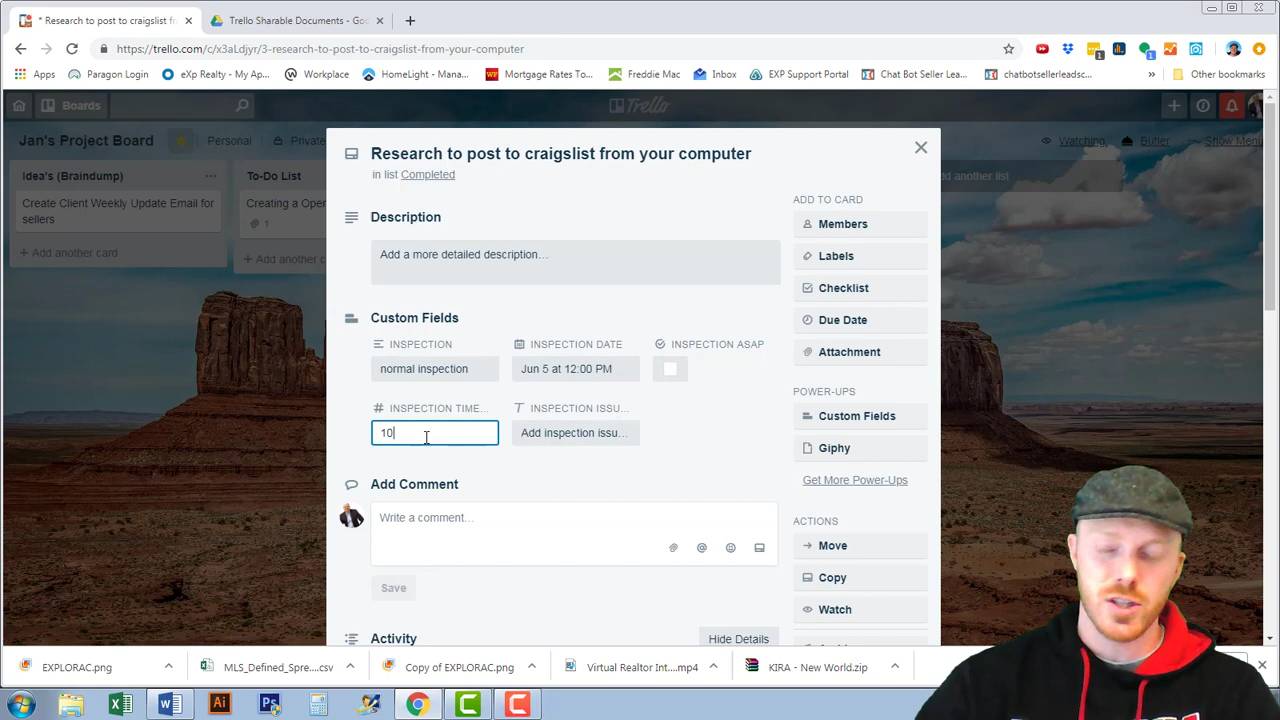 * Research to post to craigslist from
Trello Sharable Documents - Goo
https://trello.com/c/x3aLdjyr/3-research-to-post-to-craigslist-from-your-computer
Apps
Paragon Login
eXp Realty - My Ap...
Workplace
HomeLight - Mana...
Mortgage Rates To...
Freddie Mac
Inbox
EXP Support Portal
Chat Bot Seller Lea...
chatbotsellerleadsc...
Other bookmarks
Boards
Trello
Jan's Project Board
Personal
Private
Watching
Butler
Show Menu
Idea's (Braindump)
Create Client Weekly Update Email for
sellers
+ Add another card
To-Do List
Creating a Open
1
+ Add another c
dd another list
Research to post to craigslist from your computer
in list Completed
Description
Add a more detailed description...
Custom Fields
INSPECTION
INSPECTION DATE
INSPECTION ASAP
normal inspection
Jun 5 at 12:00 PM
INSPECTION TIME...
INSPECTION ISSU...
10
Add inspection issu...
Add Comment
Write a comment...
Save
Activity
Hide Details
ADD TO CARD
Members
Labels
Checklist
Due Date
Attachment
POWER-UPS
Custom Fields
Giphy
Get More Power-Ups
ACTIONS
Move
Copy
Watch
EXPLORAC.png
MLS_Defined_Spre....csv
Copy of EXPLORAC.png
Virtual Realtor Int....mp4
KIRA - New World.zip